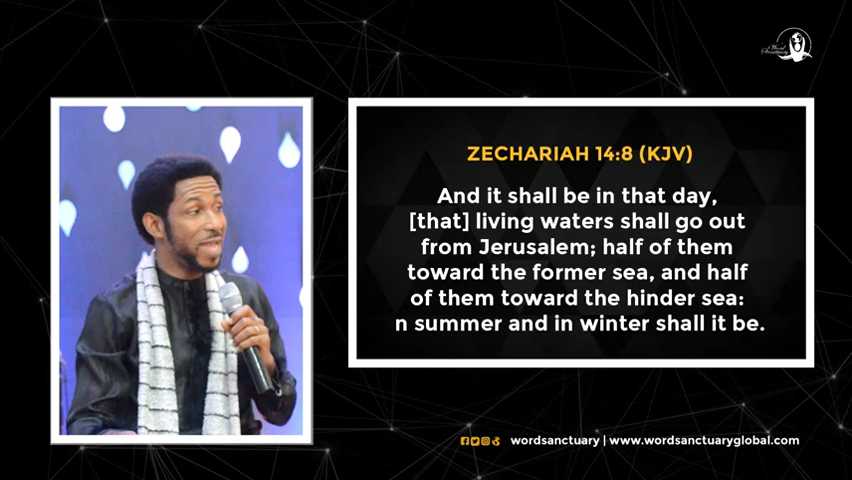 Word
Sanctuary
ZECHARIAH 14:8 (KJV)
And it shall be in that day,
[that] living waters shall go out
from Jerusalem; half of them
toward the former sea, and half
of them toward the hinder sea:
n summer and in winter shall it be.
wordsanctuary | www.wordsanctuaryglobal.com